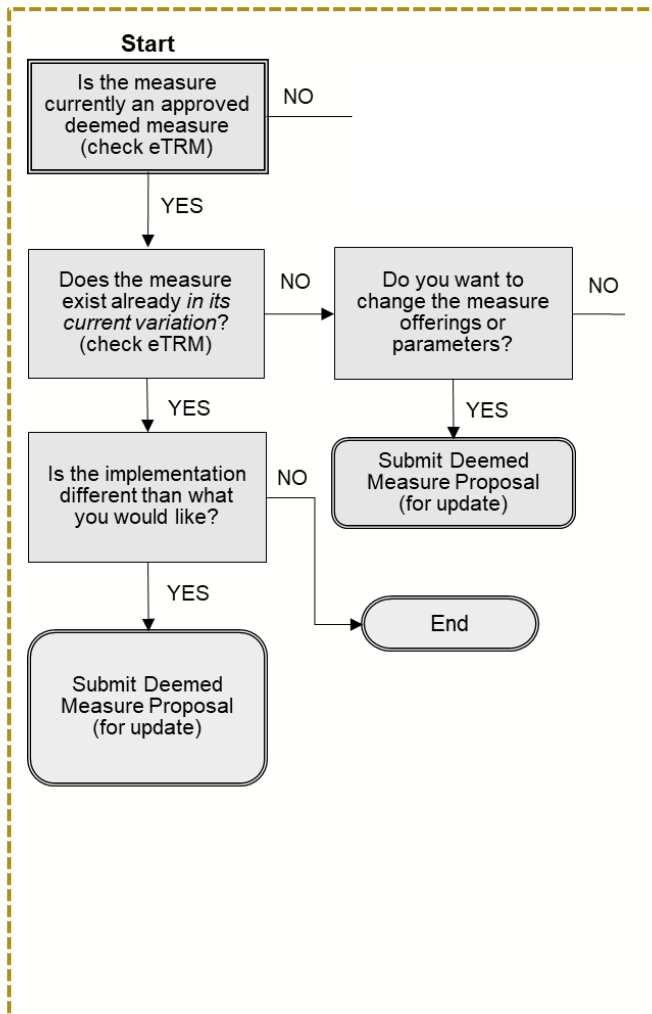 Start
Is the measure
currently an approved
deemed measure
(check eTRM)
NO
YES
Does the measure
exist already in its
current variation?
(check eTRM)
NO
Do you want to
change the measure
offerings or
parameters?
NO
YES
YES
Is the implementation
different than what
you would like?
NO
Submit Deemed
Measure Proposal
(for update)
YES
End
Submit Deemed
Measure Proposal
(for update)